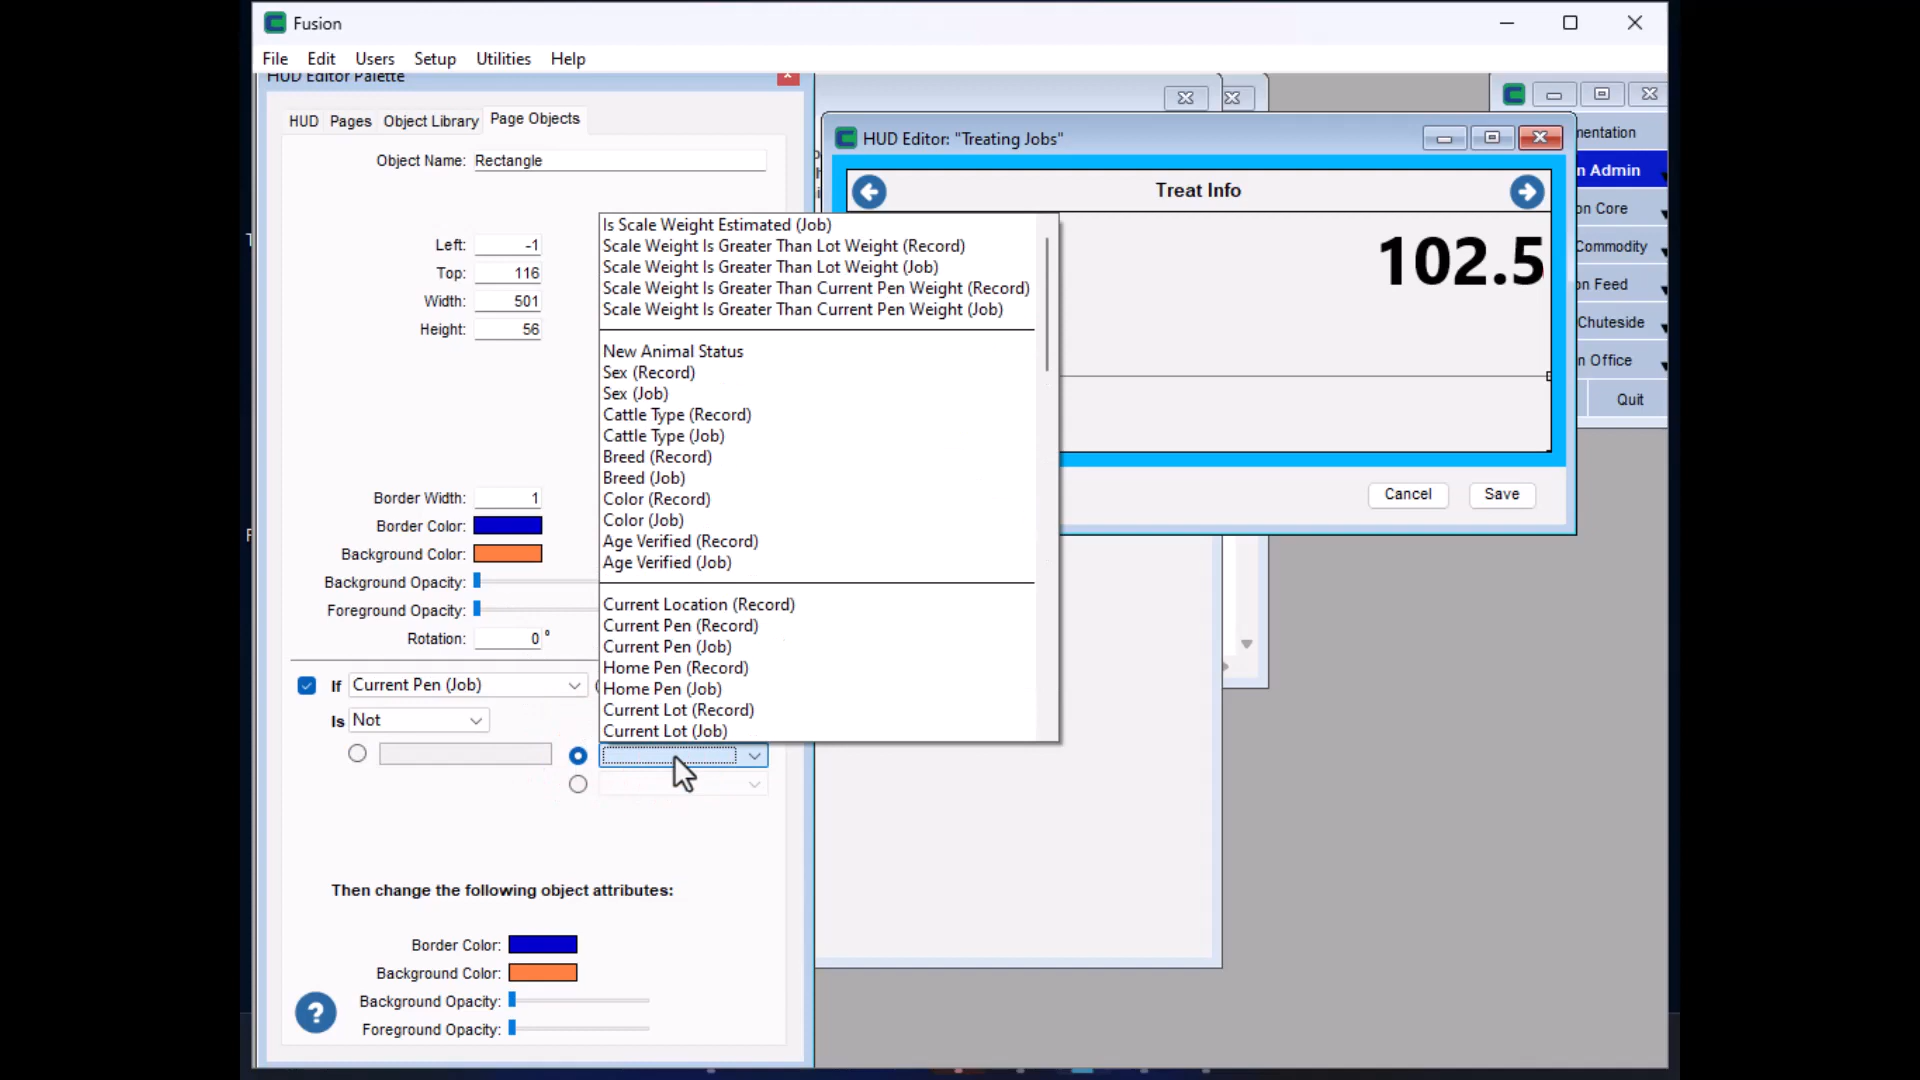 Fusion
File Edit Users Setup Utilities Help
HUD Editor Palette
HUD Pages Object Library Page Objects
Object Name: Rectangle
Left: -1
Top: 116
Width: 501
Height: 56
Border Width: 1
Border Color:
Background Color:
Background Opacity:
Foreground Opacity:
Rotation: 0 °
If Current Pen (Job)
Is Not
Then change the following object attributes:
Border Color:
Background Color:
Background Opacity:
Foreground Opacity:
?
Is Scale Weight Estimated (Job)
Scale Weight Is Greater Than Lot Weight (Record)
Scale Weight Is Greater Than Lot Weight (Job)
Scale Weight Is Greater Than Current Pen Weight (Record)
Scale Weight Is Greater Than Current Pen Weight (Job)
New Animal Status
Sex (Record)
Sex (Job)
Cattle Type (Record)
Cattle Type (Job)
Breed (Record)
Breed (Job)
Color (Record)
Color (Job)
Age Verified (Record)
Age Verified (Job)
Current Location (Record)
Current Pen (Record)
Current Pen (Job)
Home Pen (Record)
Home Pen (Job)
Current Lot (Record)
Current Lot (Job)
HUD Editor: "Treating Jobs"
Treat Info
102.5
Cancel Save
nentation
n Admin
on Core
Commodity
on Feed
Chuteside
n Office
Quit